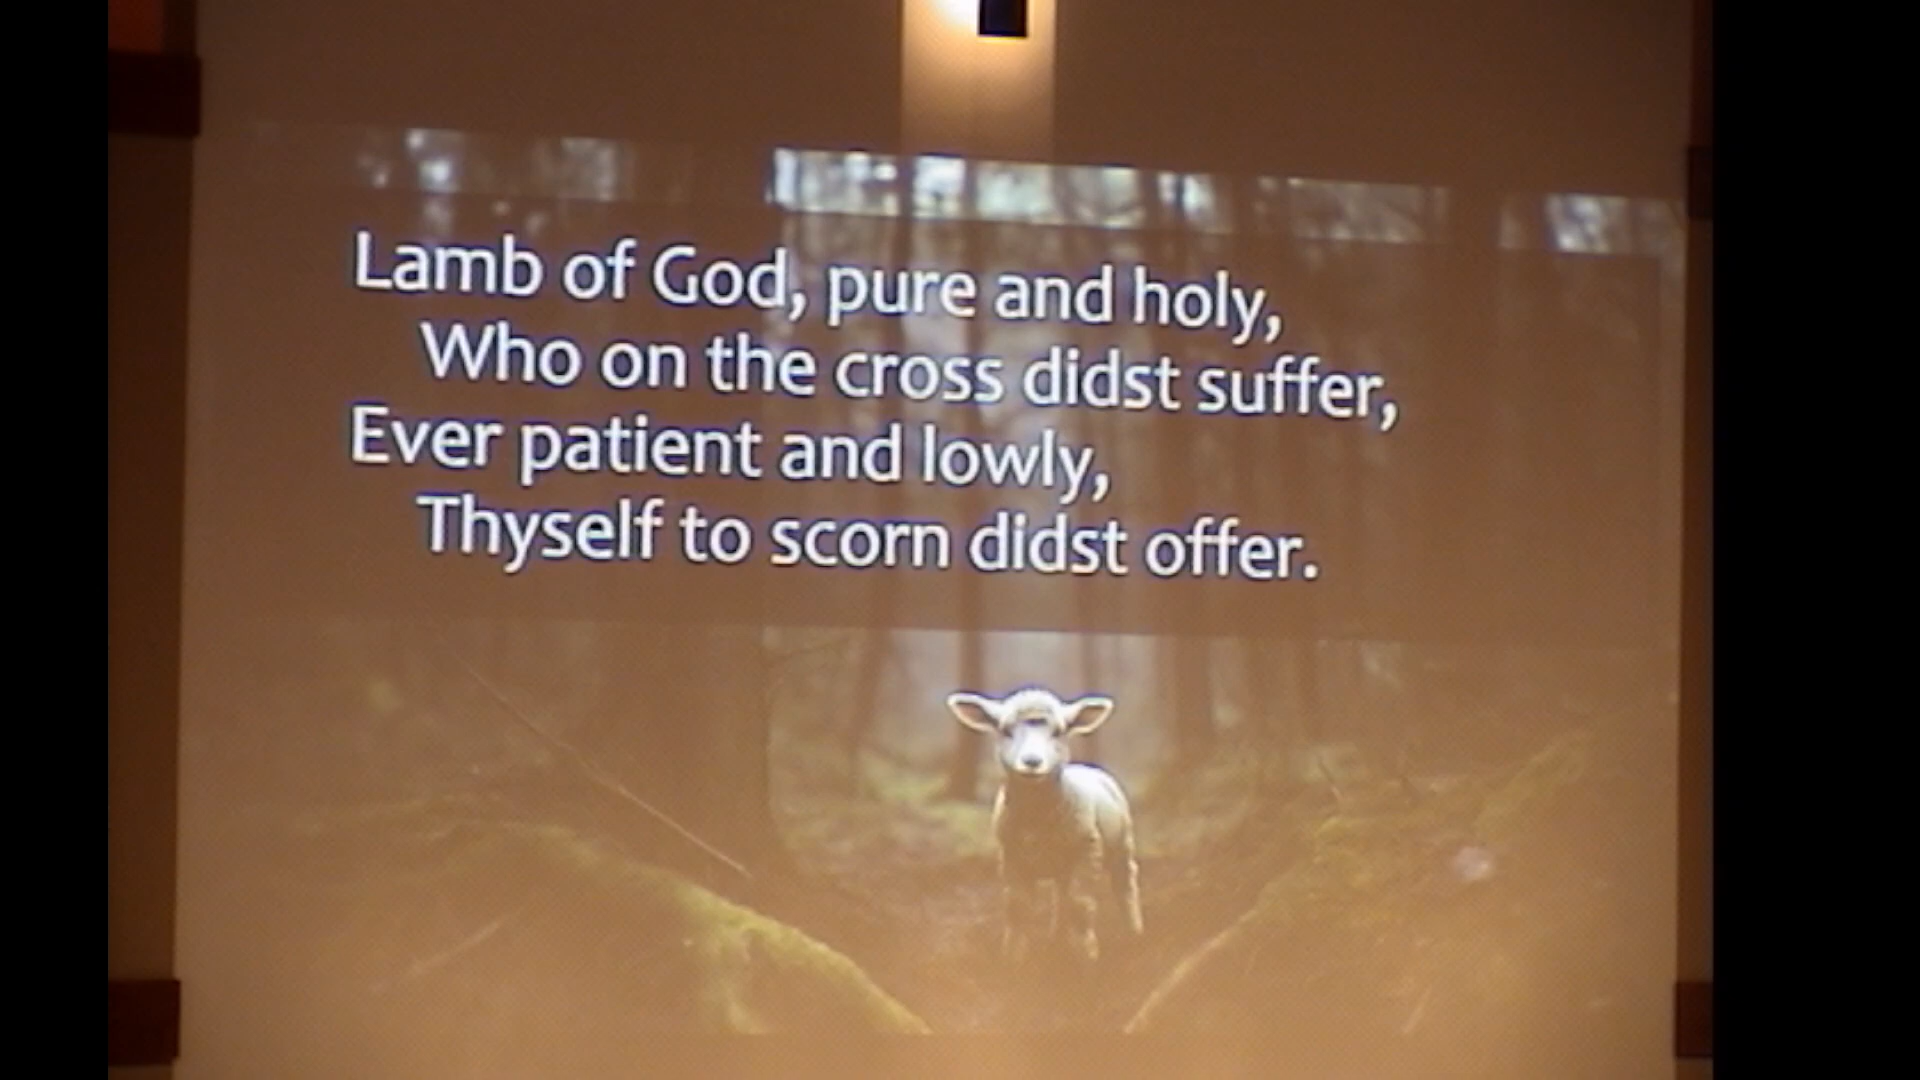 Lamb of God, pure and holy,
Who on the cross didst suffer,
Ever patient and lowly,
Thyself to scorn didst offer.